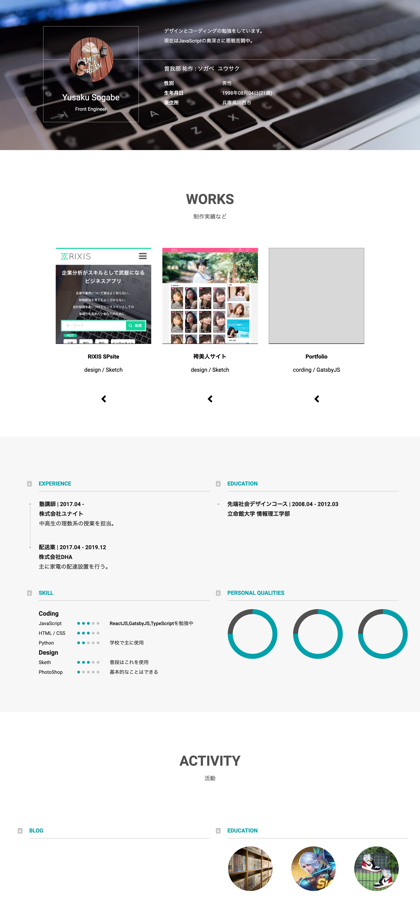 デザインとコーディングの勉強をしています。
現在はJavaScriptの奥深さに悪戦苦闘中。
曽我部 祐作 : ソガベ ユウサク
性別 男性
生年月日 1998年08月04日(21歳)
Yusaku Sogabe
Front Engineer
WORKS
制作実績など
RIXIS
企業分析がスキルとして武器になる
ビジネスアプリ
RIXIS SPsite
design / Sketch
袴美人サイト
design / Sketch
Portfolio
cording / GatsbyJS
EXPERIENCE
塾講師 | 2017.04 -
株式会社ユナイト
中高生の理数系の授業を担当。
配送業 | 2017.04 - 2019.12
株式会社DHA
主に家電の配達設置を行う。
EDUCATION
先端社会デザインコース | 2008.04 - 2012.03
立命館大学 情報理工学部
SKILL
Coding
JavaScript ReactJS,GatsbyJS,TypeScriptを勉強中
HTML / CSS
Python 学校で主に使用
Design
Sketh 普段はこれを使用
PhotoShop 基本的なことはできる
PERSONAL QUALITIES
ACTIVITY
活動
BLOG
EDUCATION